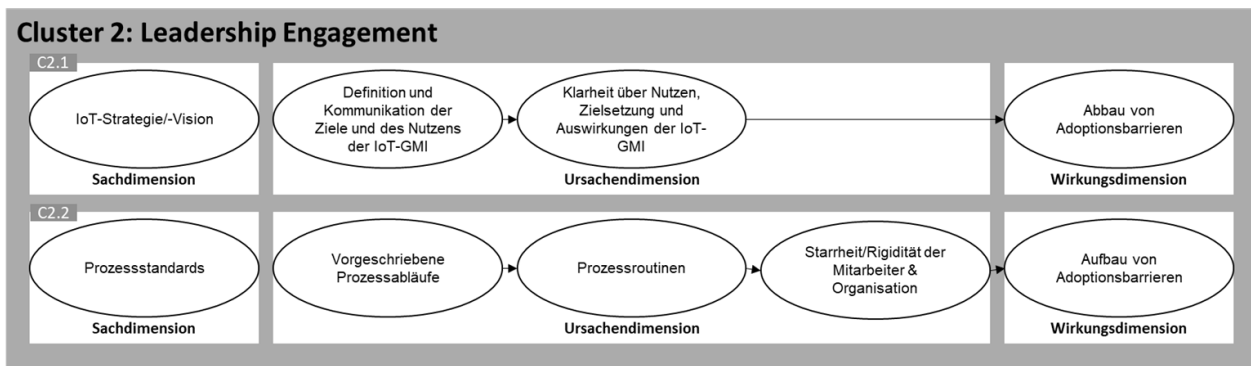 Cluster 2: Leadership Engagement
C2.1
IoT-Strategie/-Vision
Sachdimension
Definition und
Kommunikation der
Ziele und des Nutzens
der IoT-GMI
Klarheit über Nutzen,
Zielsetzung und
Auswirkungen der IoT-
GMI
Ursachendimension
Abbau von
Adoptionsbarrieren
Wirkungsdimension
C2.2
Prozessstandards
Sachdimension
Vorgeschriebene
Prozessabläufe
Prozessroutinen
Starrheit/Rigidität der
Mitarbeiter &
Organisation
Ursachendimension
Aufbau von
Adoptionsbarrieren
Wirkungsdimension